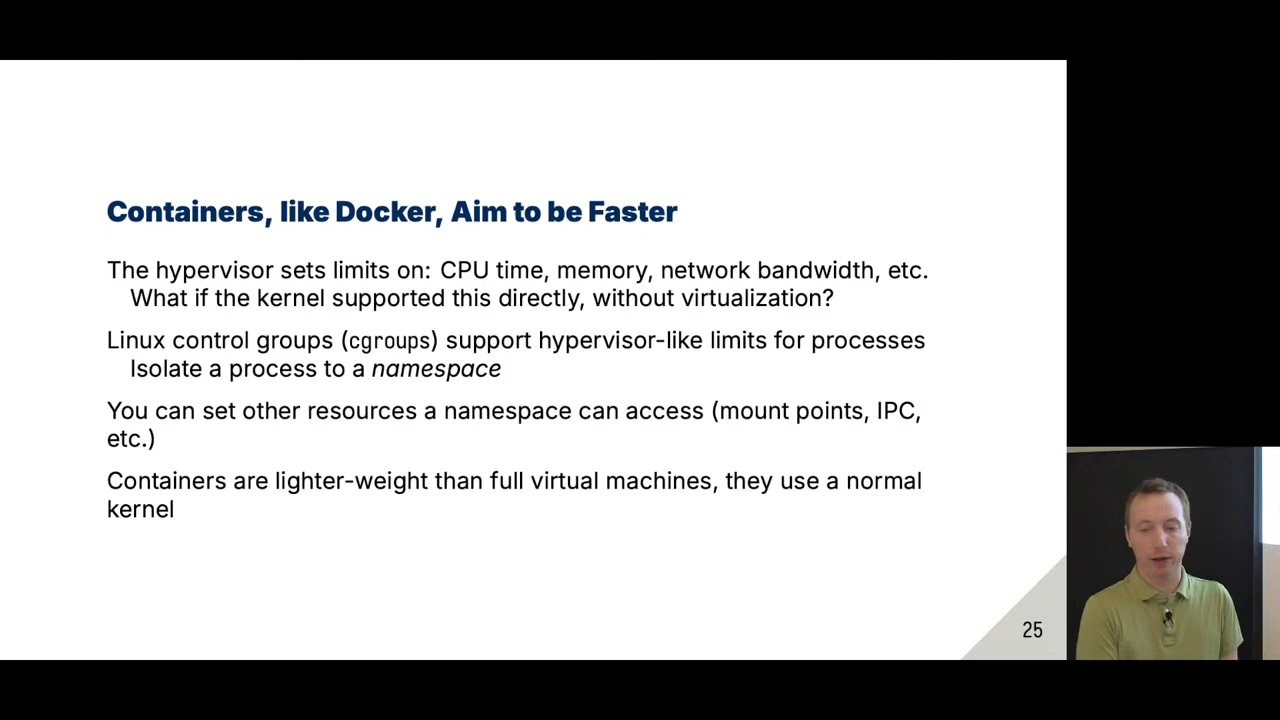 Containers, like Docker, Aim to be Faster
The hypervisor sets limits on: CPU time, memory, network bandwidth, etc.
What if the kernel supported this directly, without virtualization?
Linux control groups (cgroups) support hypervisor-like limits for processes
Isolate a process to a namespace
You can set other resources a namespace can access (mount points, IPC,
etc.)
Containers are lighter-weight than full virtual machines, they use a normal
kernel
25